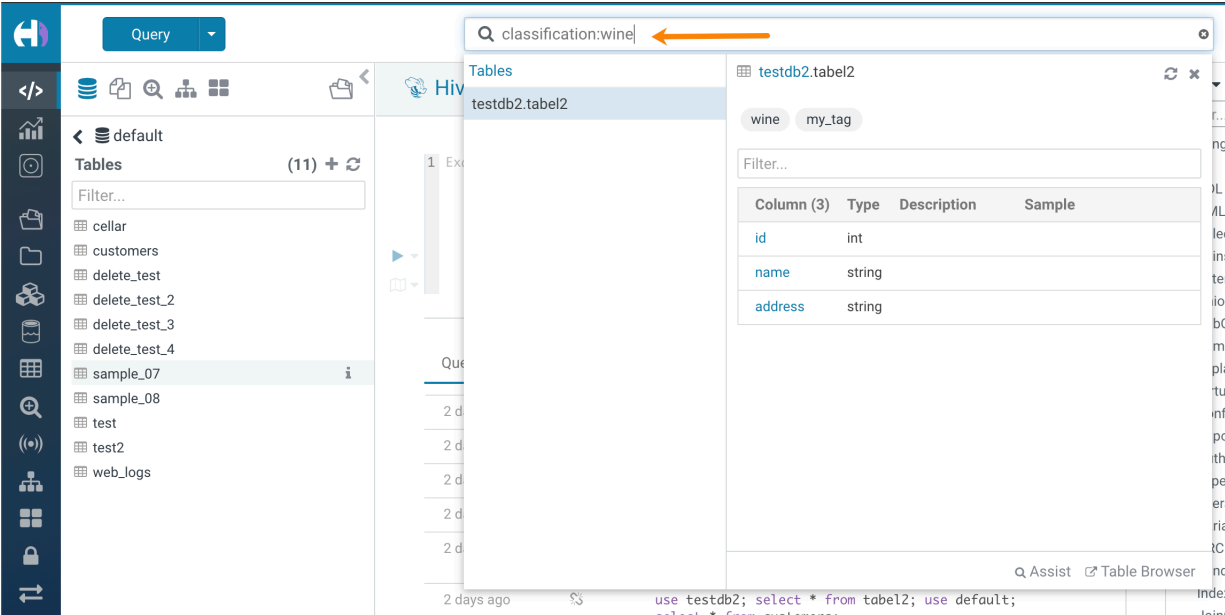 Query
classification:wine
default
Tables (11)
Filter...
cellar
customers
delete_test
delete_test_2
delete_test_3
delete_test_4
sample_07
sample_08
test
test2
web_logs
Hiv
1
Tables
testdb2.tabel2
testdb2.tabel2
wine my_tag
Filter...
Column (3) Type Description Sample
id int
name string
address string
Assist Table Browser
2 days ago use testdb2; select * from tabel2; use default;